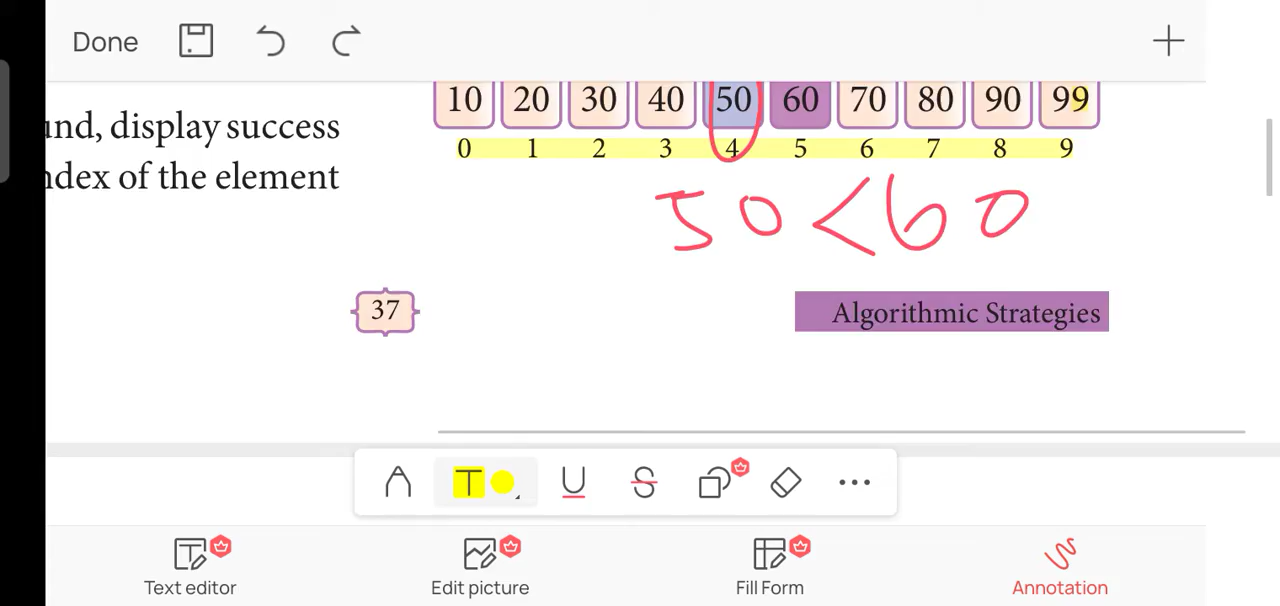 Done
10 20 30 40 50 60 70 80 90 99
0 1 2 3 4 5 6 7 8 9
und, display success
ndex of the element
50 < 60
37
Algorithmic Strategies
T U S
Text editor Edit picture Fill Form Annotation